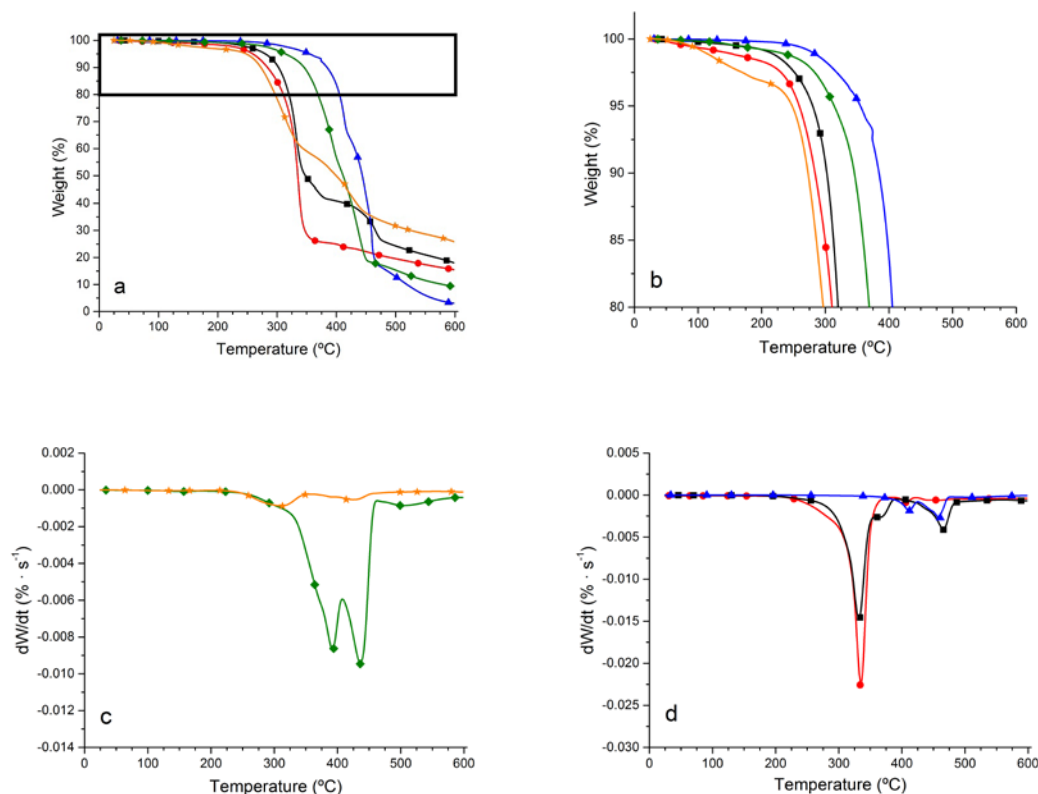 100
90
80
70
60
50
40
30
20
10
0
Weight (%)
a
0 100 200 300 400 500 600
Temperature (ºC)
100
95
90
85
80
Weight (%)
b
0 100 200 300 400 500 600
Temperature (ºC)
0.002
0.000
-0.002
-0.004
-0.006
-0.008
-0.010
-0.012
-0.014
dW/dt (% · s⁻¹)
c
0 100 200 300 400 500 600
Temperature (ºC)
0.005
0.000
-0.005
-0.010
-0.015
-0.020
-0.025
-0.030
dW/dt (% · s⁻¹)
d
0 100 200 300 400 500 600
Temperature (ºC)